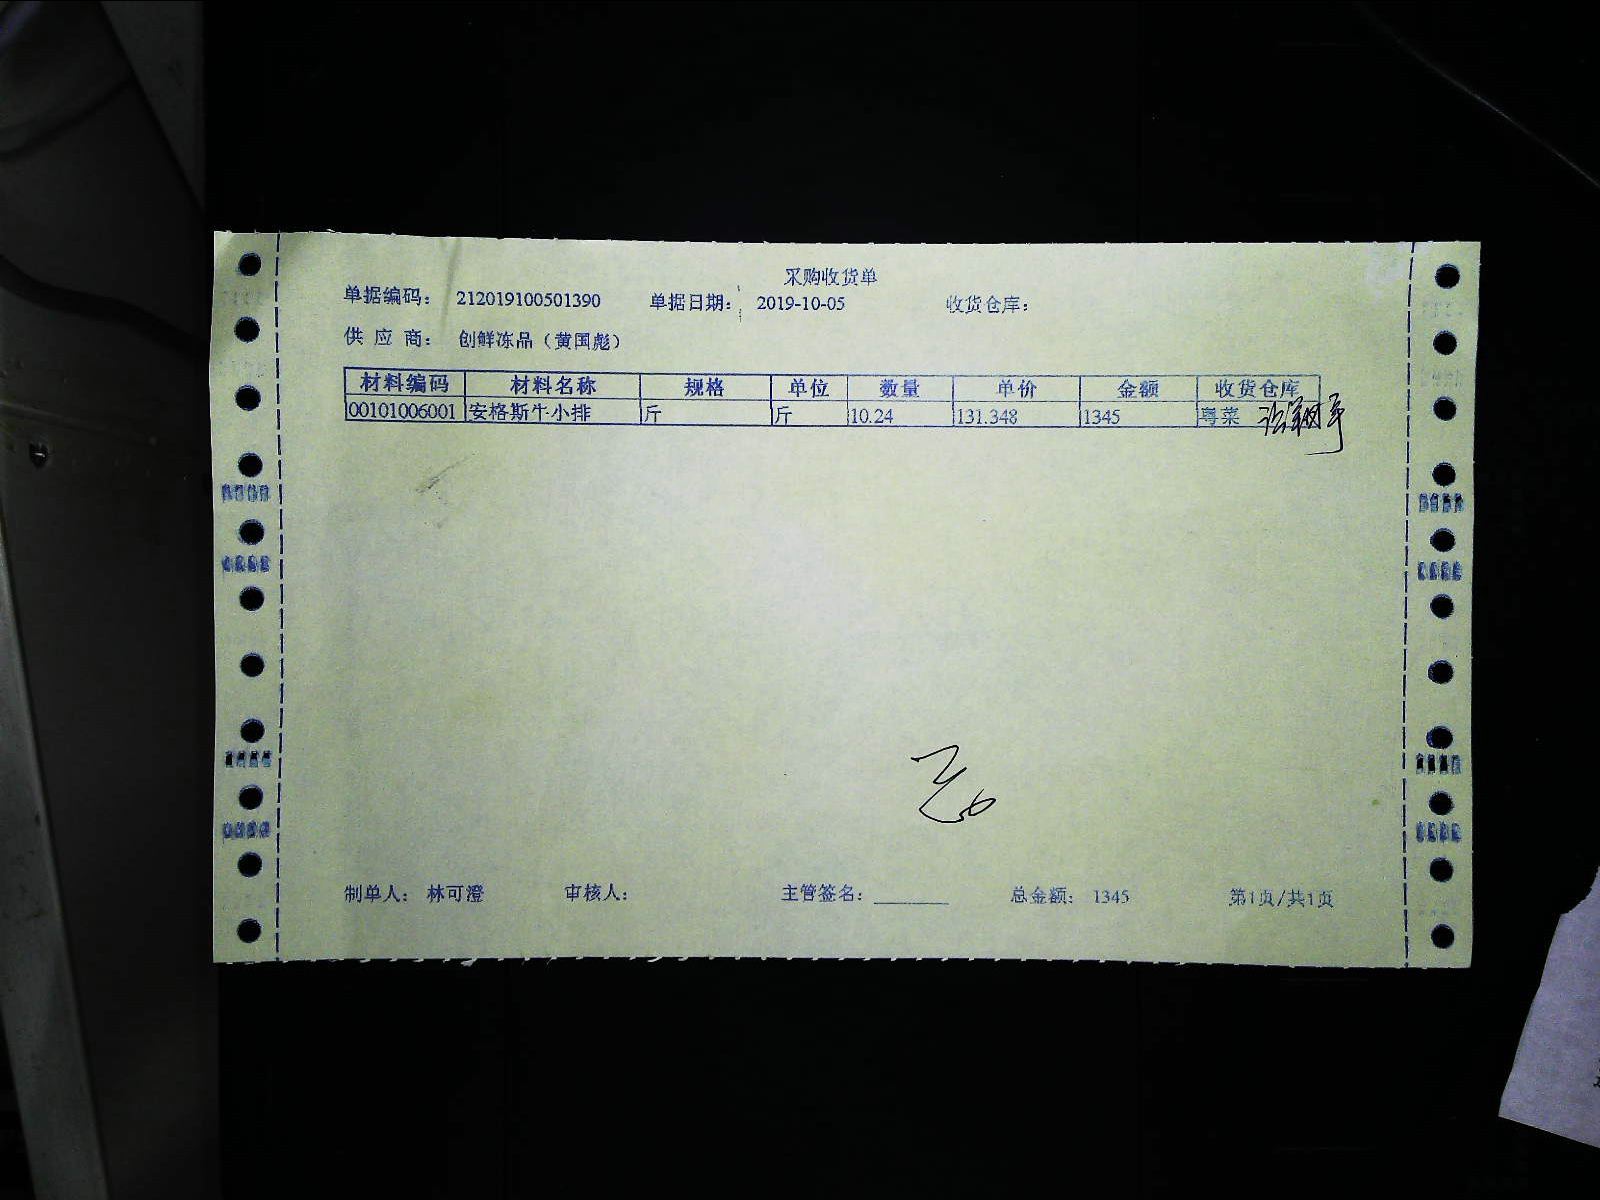 采购收货单
单据编码： 212019100501390 单据日期： 2019-10-05 收货仓库：
供 应 商： 创鲜冻品（黄国彪）
材料编码 材料名称 规格 单位 数量 单价 金额 收货仓库
00101006001 安格斯牛小排 斤 斤 10.24 131.348 1345 粤菜
制单人： 林可澄 审核人： 主管签名：______ 总金额： 1345 第1页/共1页